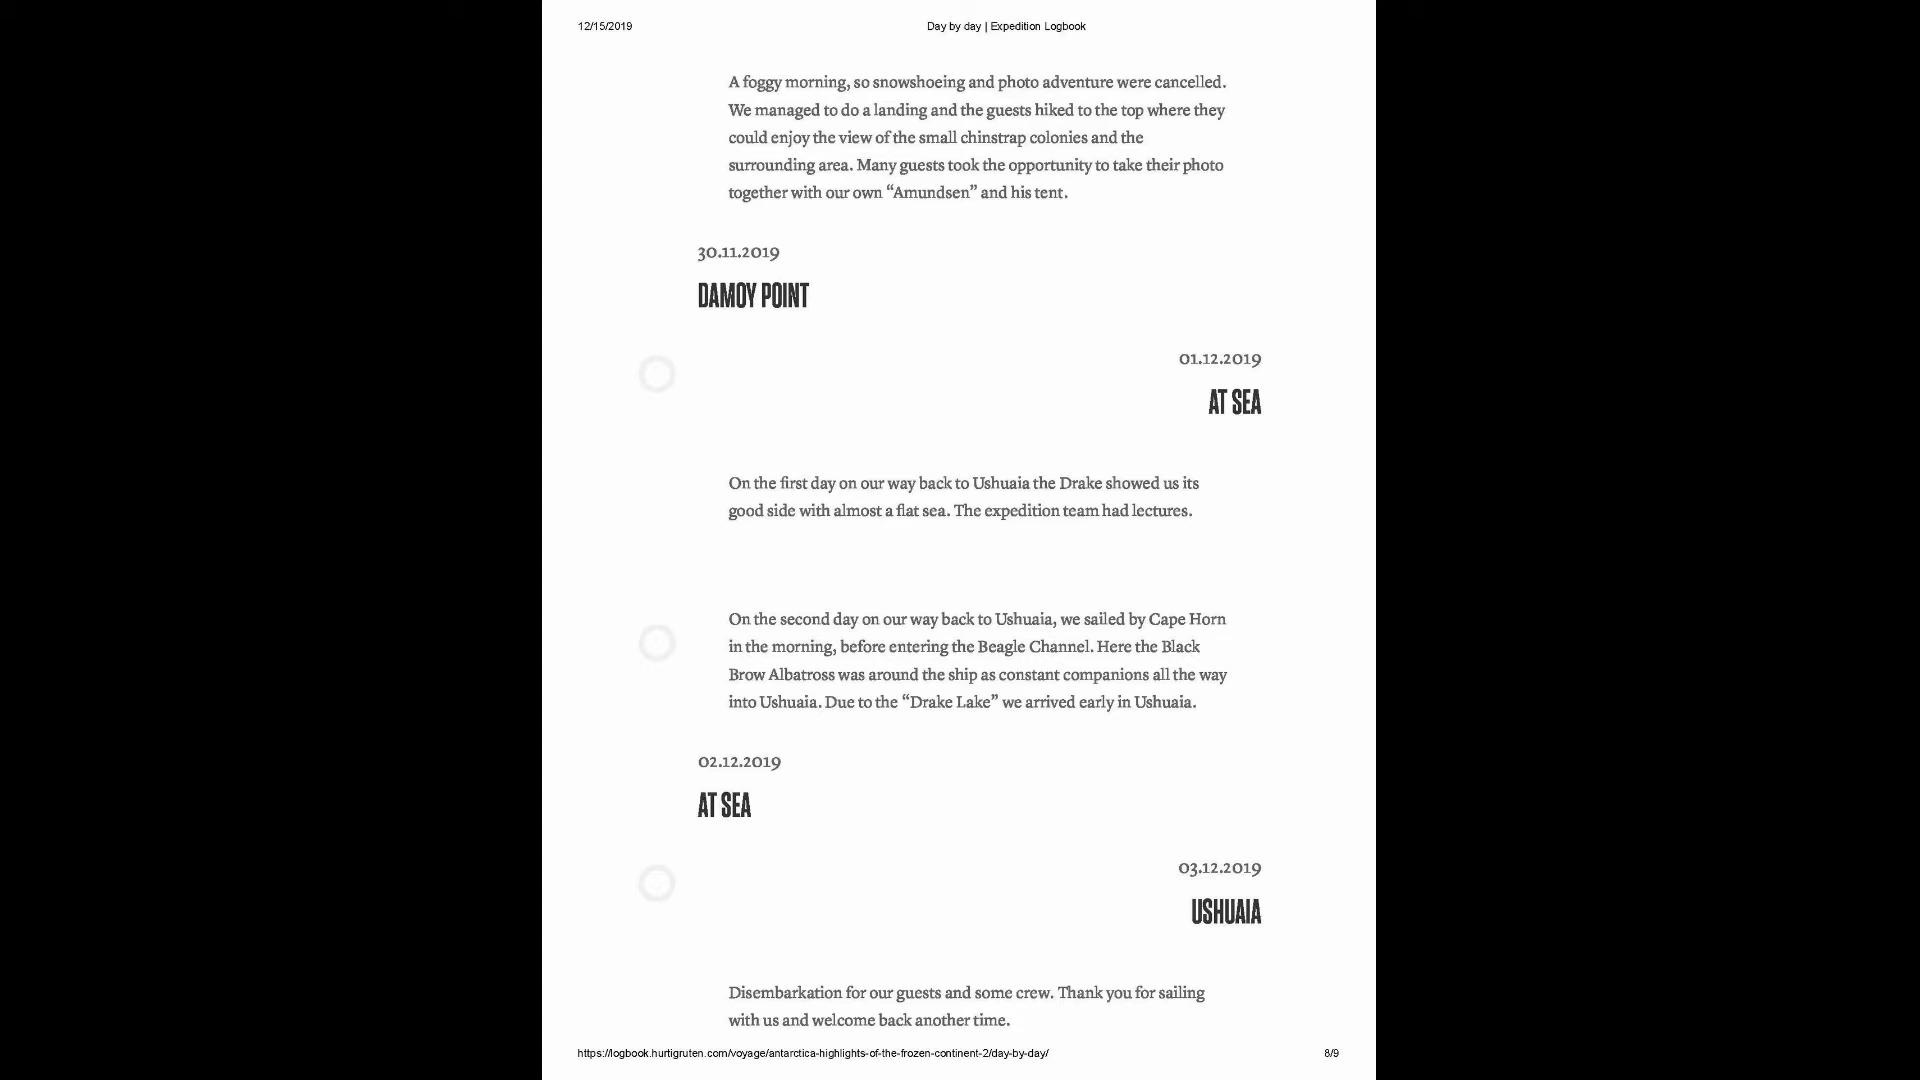 12/15/2019
Day by day | Expedition Logbook
A foggy morning, so snowshoeing and photo adventure were cancelled.
We managed to do a landing and the guests hiked to the top where they
could enjoy the view of the small chinstrap colonies and the
surrounding area. Many guests took the opportunity to take their photo
together with our own “Amundsen” and his tent.
30.11.2019
DAMOY POINT
01.12.2019
AT SEA
On the first day on our way back to Ushuaia the Drake showed us its
good side with almost a flat sea. The expedition team had lectures.
On the second day on our way back to Ushuaia, we sailed by Cape Horn
in the morning, before entering the Beagle Channel. Here the Black
Brow Albatross was around the ship as constant companions all the way
into Ushuaia. Due to the “Drake Lake” we arrived early in Ushuaia.
02.12.2019
AT SEA
03.12.2019
USHUAIA
Disembarkation for our guests and some crew. Thank you for sailing
with us and welcome back another time.
https://logbook.hurtigruten.com/voyage/antarctica-highlights-of-the-frozen-continent-2/day-by-day/
8/9